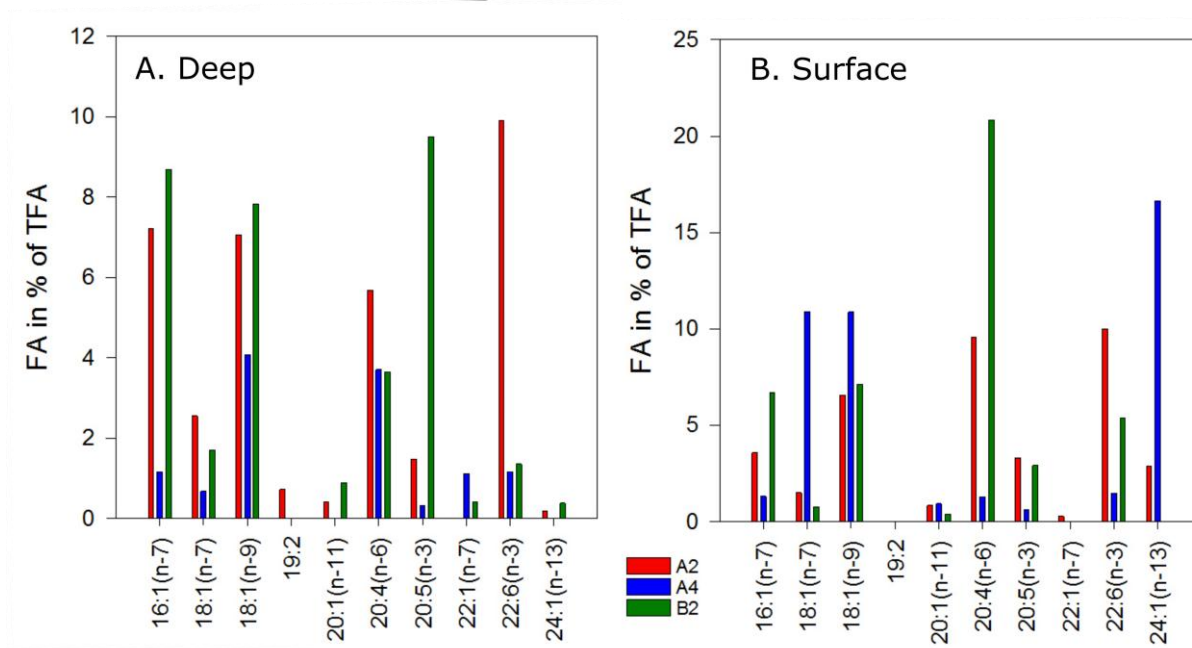 A. Deep
FA in % of TFA
12
10
8
6
4
2
0
16:1(n-7)
18:1(n-7)
18:1(n-9)
19:2
20:1(n-11)
20:4(n-6)
20:5(n-3)
22:1(n-7)
22:6(n-3)
24:1(n-13)
A2
A4
B2
B. Surface
FA in % of TFA
25
20
15
10
5
0
16:1(n-7)
18:1(n-7)
18:1(n-9)
19:2
20:1(n-11)
20:4(n-6)
20:5(n-3)
22:1(n-7)
22:6(n-3)
24:1(n-13)